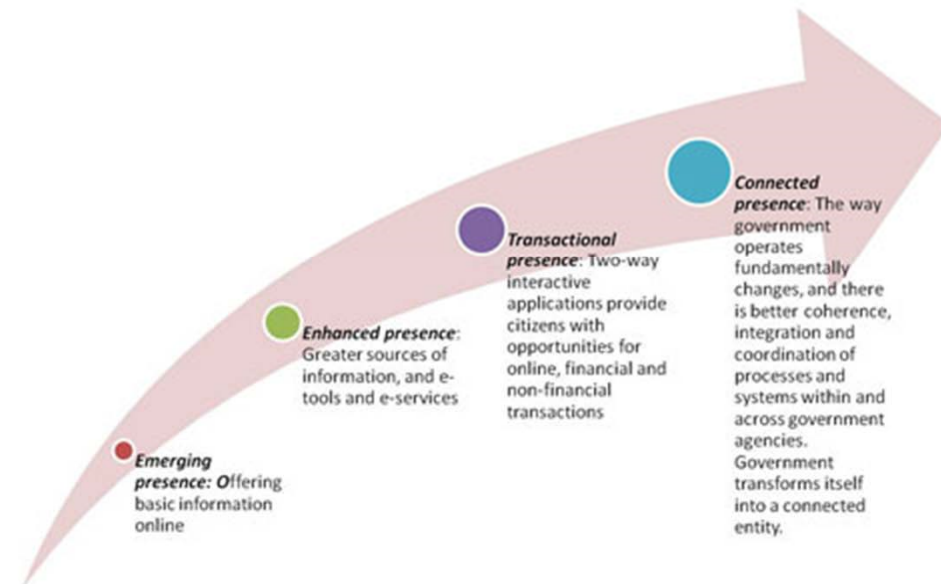 Emerging
presence: Offering
basic information
online
Enhanced presence:
Greater sources of
information, and e-
tools and e-services
Transactional
presence: Two-way
interactive
applications provide
citizens with
opportunities for
online, financial and
non-financial
transactions
Connected
presence: The way
government
operates
fundamentally
changes, and there
is better coherence,
integration and
coordination of
processes and
systems within and
across government
agencies.
Government
transforms itself
into a connected
entity.